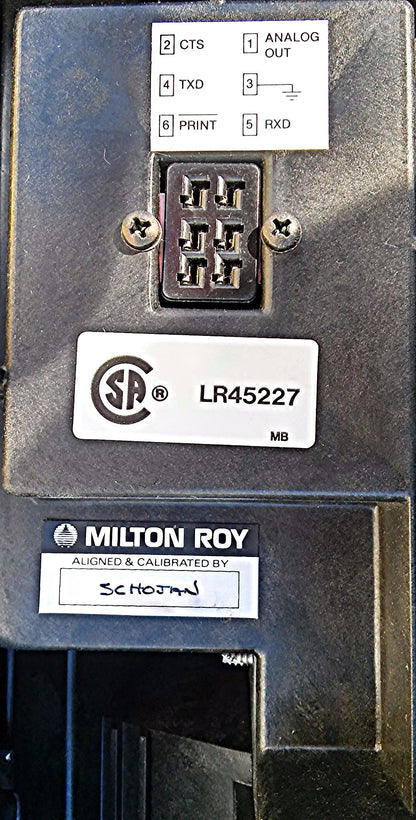 2 CTS 1 ANALOG OUT
4 TXD 3
6 PRINT 5 RXD
CSA ® LR45227
MB
MILTON ROY
ALIGNED & CALIBRATED BY
SCHOJAN